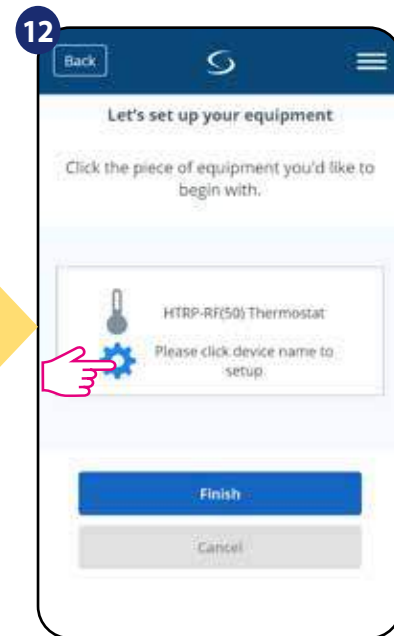 12
Back
Let's set up your equipment
Click the piece of equipment you'd like to
begin with.
HTRP-RF(50) Thermostat
Please click device name to
setup
Finish
Cancel